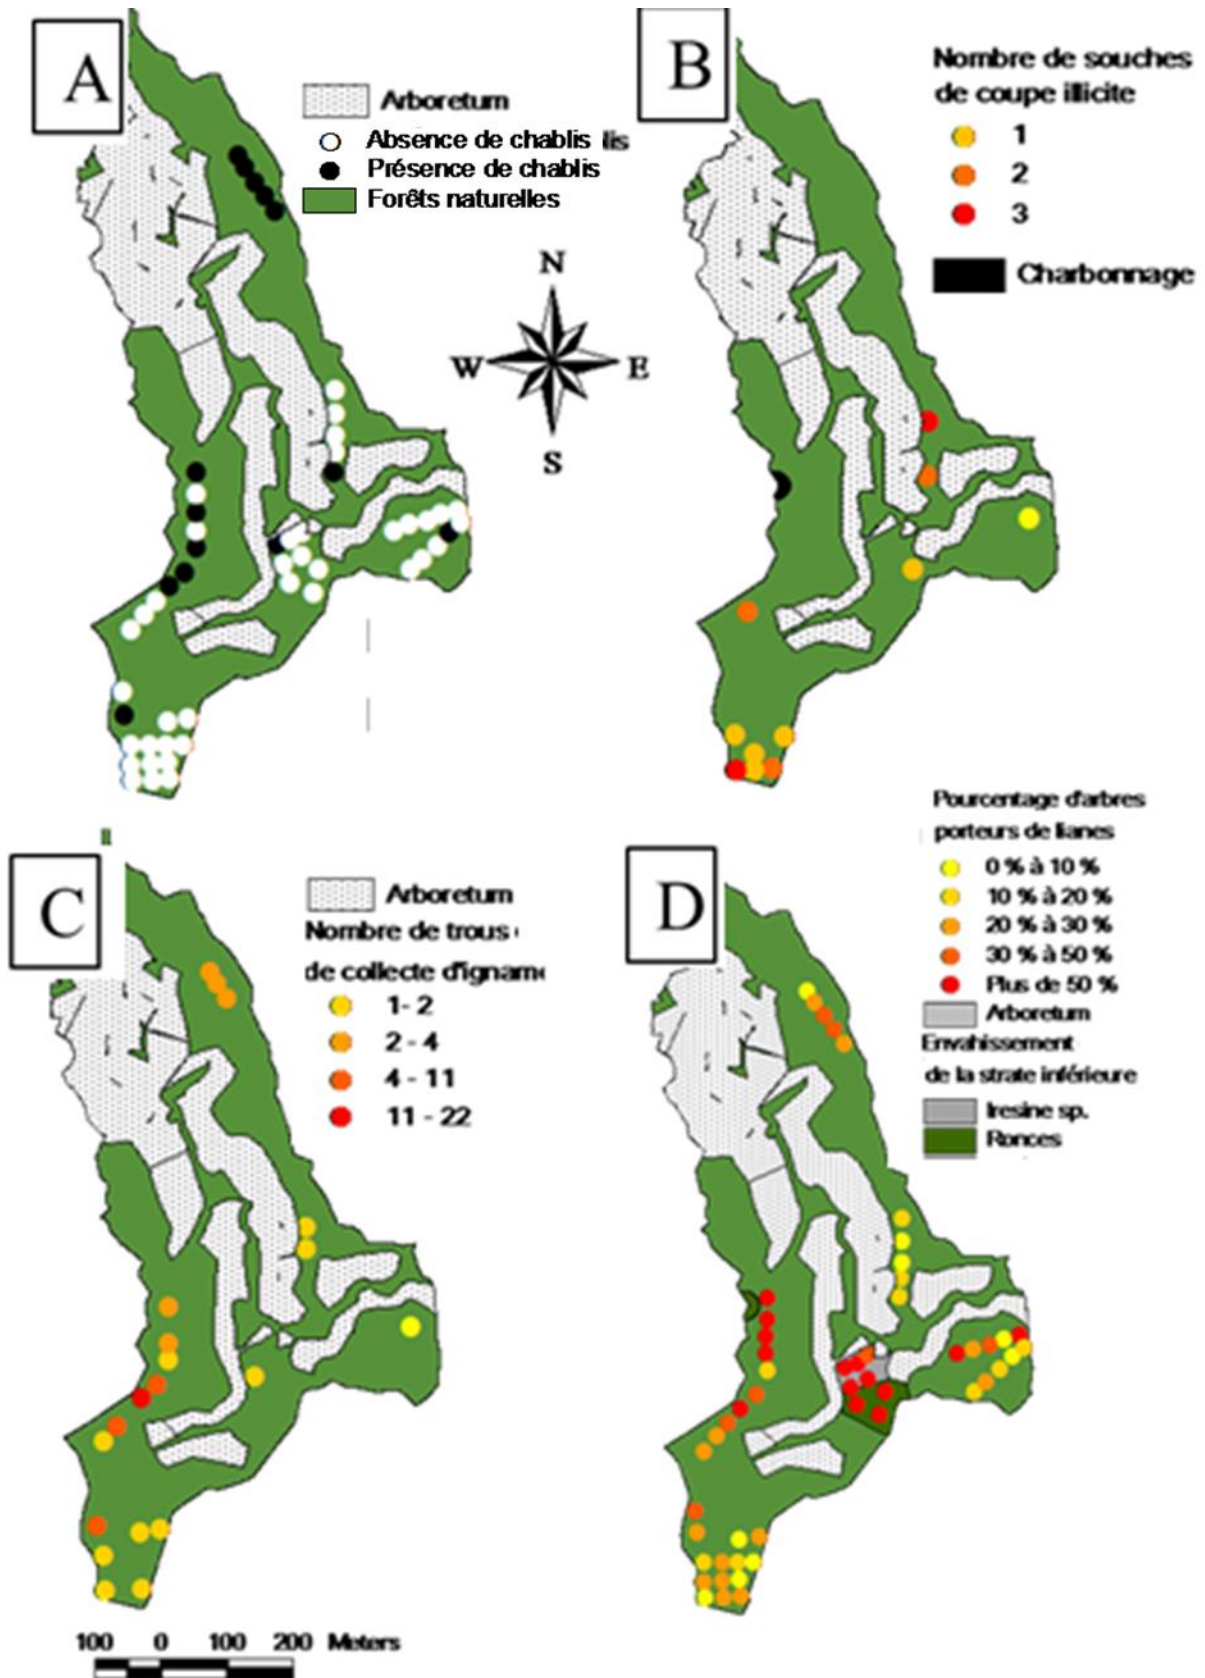 A
Arboretum
Absence de chablis lis
Présence de chablis
Forêts naturelles
N
W E
S
B
Nombre de souches
de coupe illicite
1
2
3
Charbonnage
C
Arboretum
Nombre de trous
de collecte d'igname
1- 2
2 - 4
4 - 11
11 - 22
100 0 100 200 Meters
D
Pourcentage d'arbres
porteurs de lianes
0 % à 10 %
10 % à 20 %
20 % à 30 %
30 % à 50 %
Plus de 50 %
Arboretum
Envahissement
de la strate inférieure
Iresine sp.
Ronces